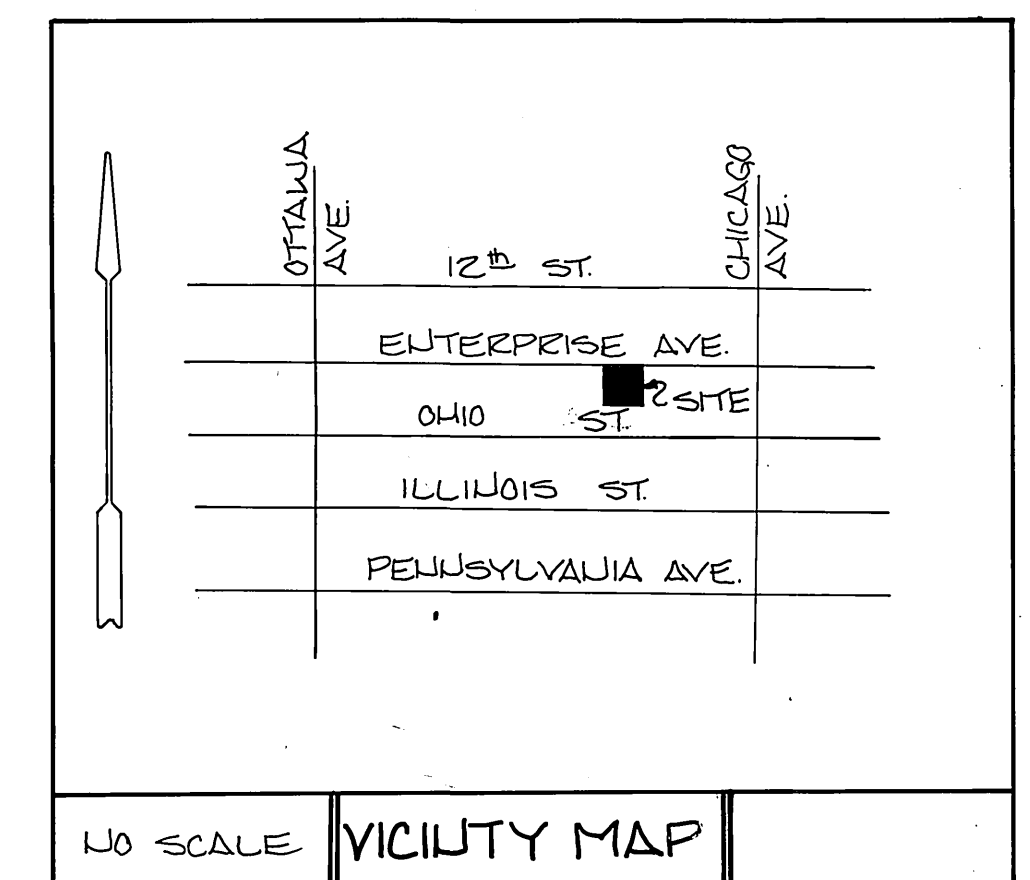 OTTAWA
AVE.
CHICAGO
AVE.
12th ST.
ENTERPRISE AVE.
SITE
OHIO ST.
ILLINOIS ST.
PENNSYLVANIA AVE.
NO SCALE
VICINTY MAP